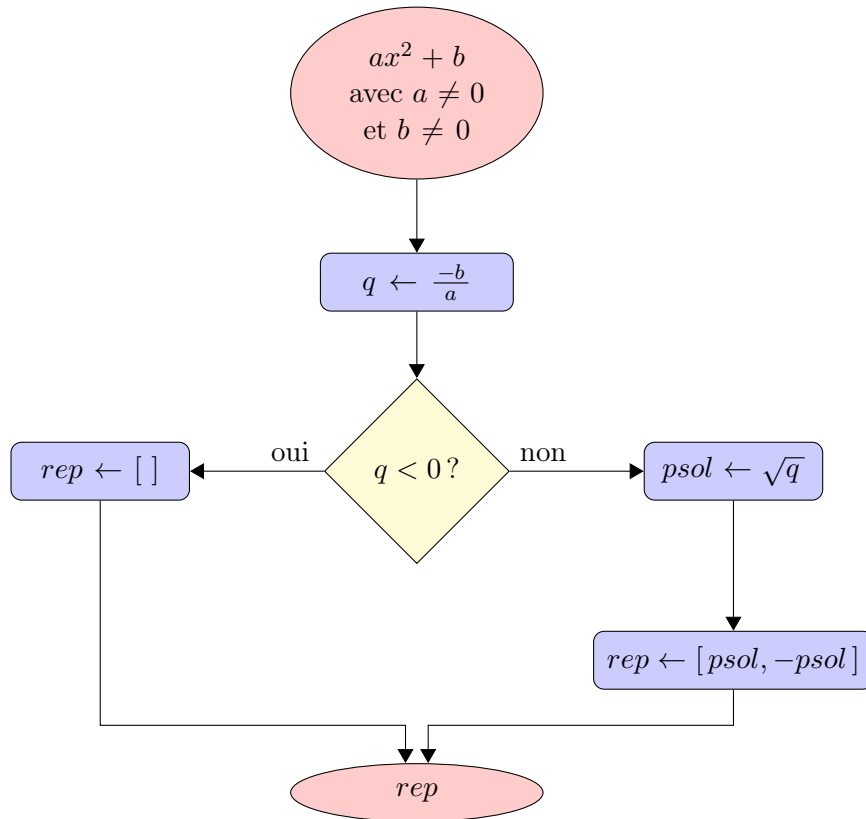 ax² + b
avec a ≠ 0
et b ≠ 0
q ← −b/a
oui
q < 0 ?
non
rep ← [ ]
psol ← √q
rep ← [ psol, −psol ]
rep